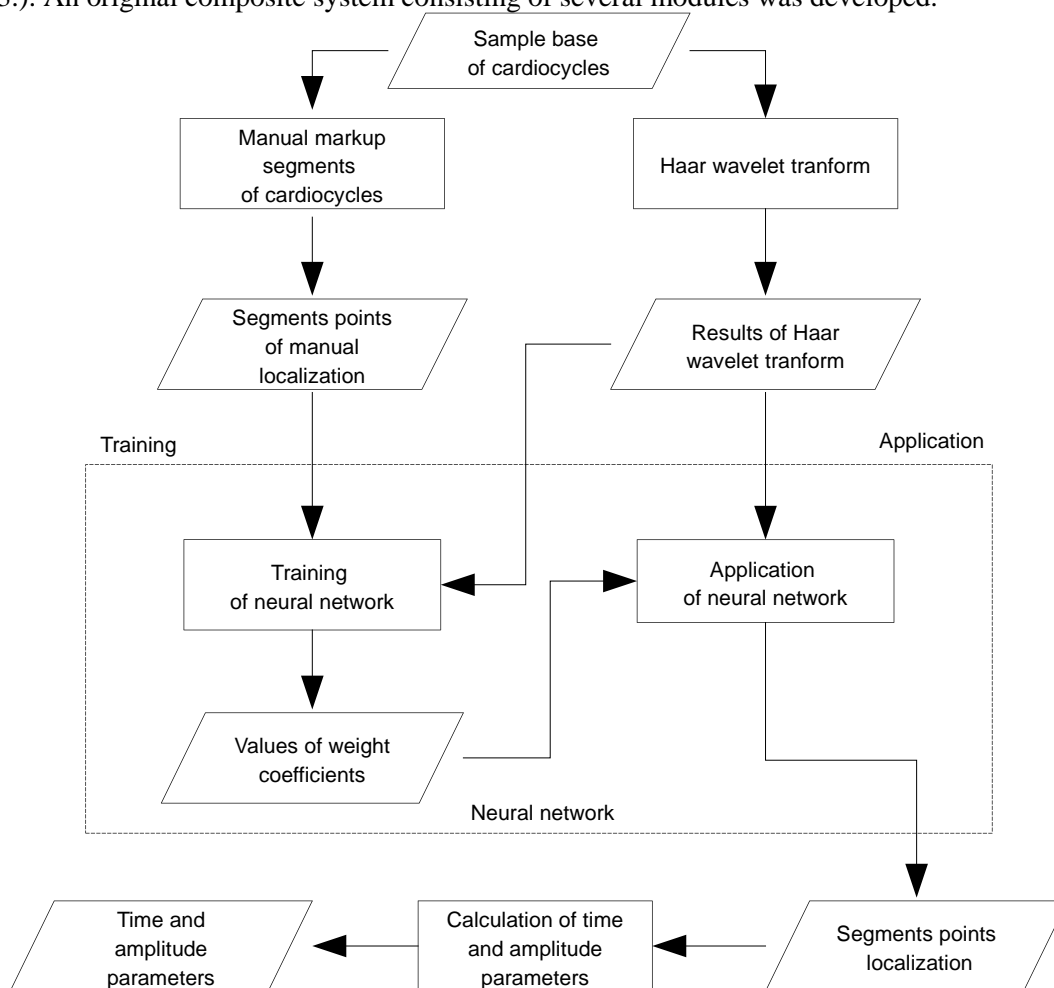 3.). An original composite system consisting of several modules was developed.
Sample base
of cardiocycles
Manual markup
segments
of cardiocycles
Haar wavelet tranform
Segments points
of manual
localization
Results of Haar
wavelet tranform
Training
Application
Training
of neural network
Application
of neural network
Values of weight
coefficients
Neural network
Time and
amplitude
parameters
Calculation of time
and amplitude
parameters
Segments points
localization